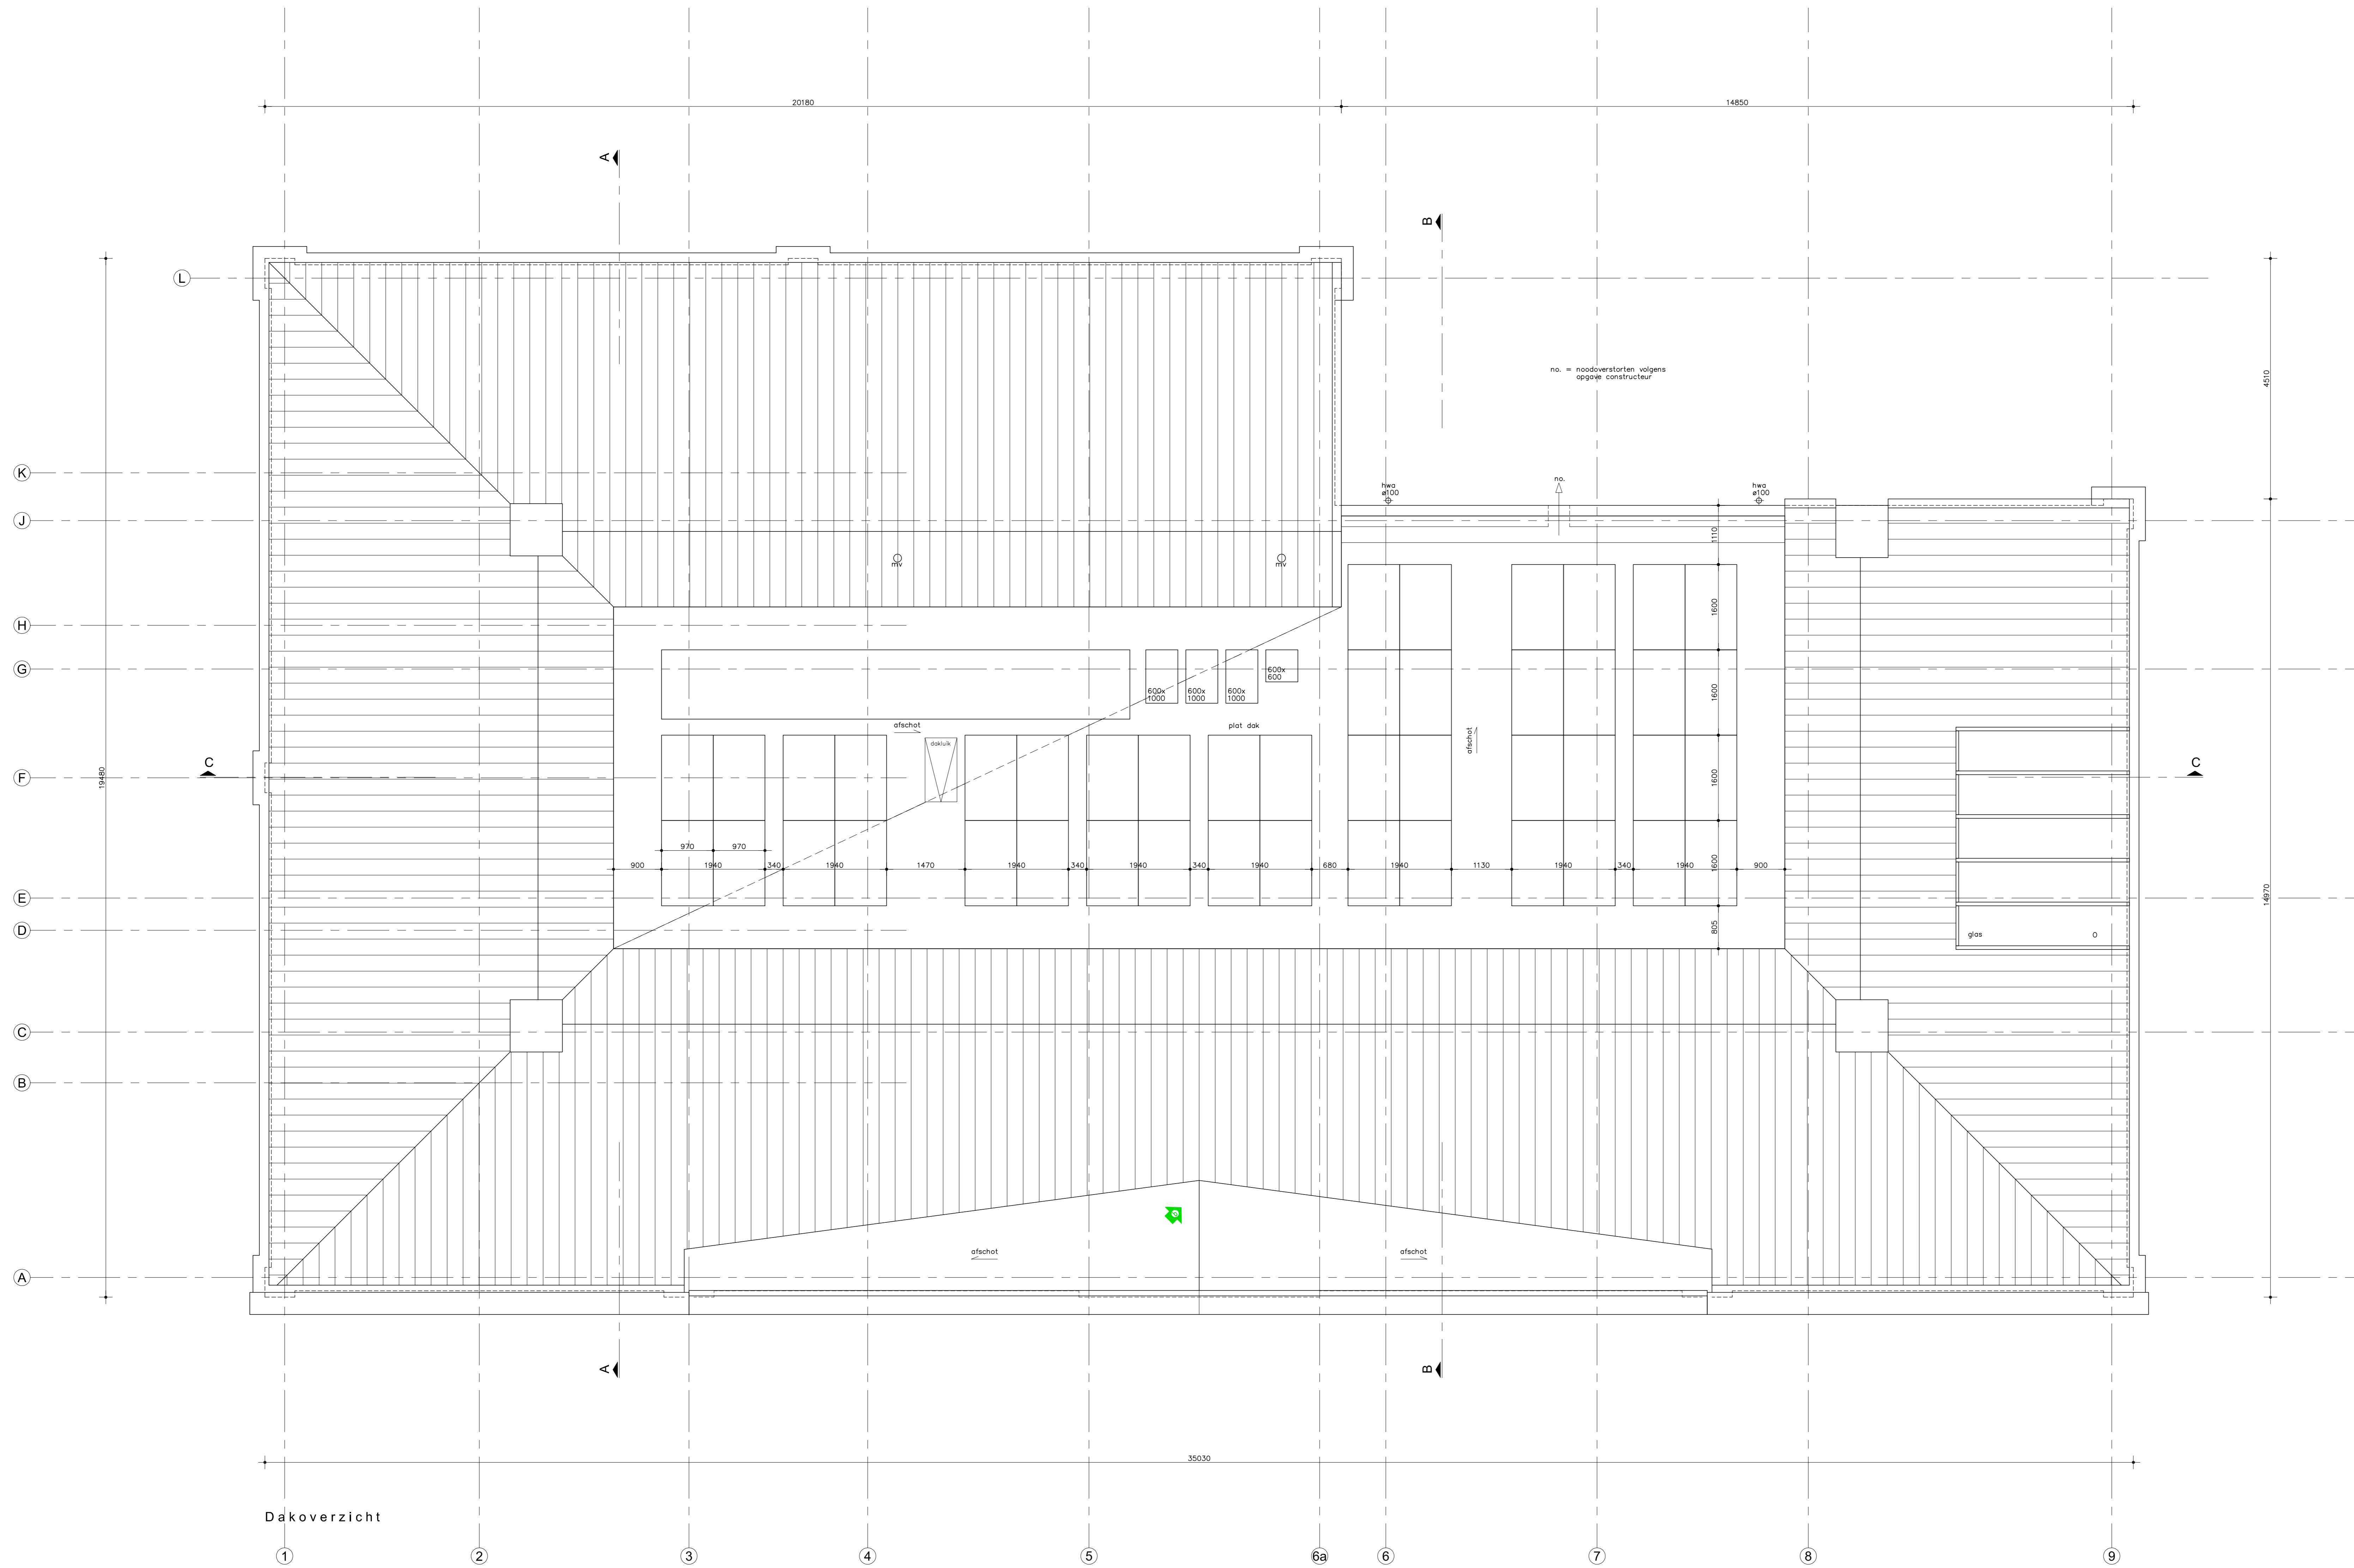 20180
14850
A
B
L
no. = noodoverstorten volgens
opgave constructeur
4510
K
hwa
ø100
no.
hwa
ø100
J
1110
mv
mv
1600
H
G
600x
1000
600x
1000
600x
1000
600x
600
1600
afschot
plat dak
dakluik
afschot
C
C
F
19480
1600
970
970
900
1940
340
1940
1470
1940
340
1940
340
1940
680
1940
1130
1940
340
1940
1600
900
E
14970
D
805
glas
C
B
afschot
afschot
A
A
B
35030
Dakoverzicht
1
2
3
4
5
6a
6
7
8
9